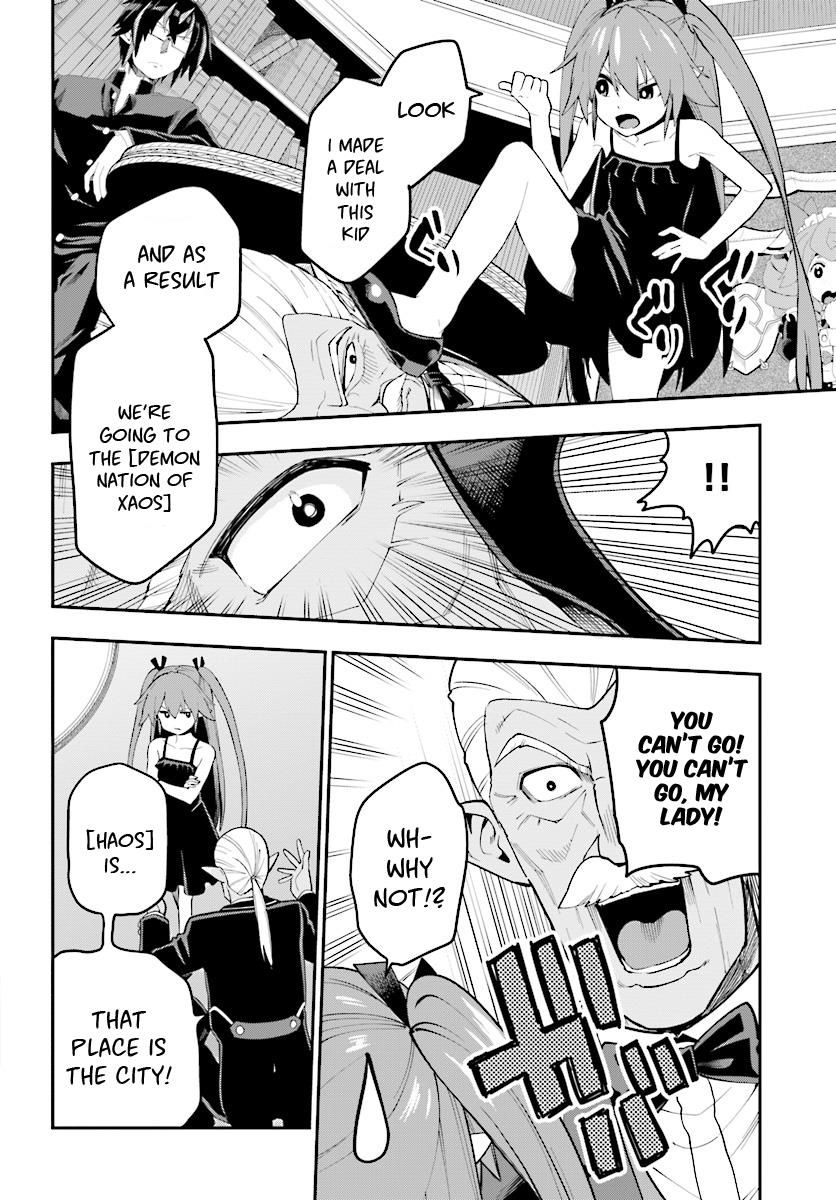 LOOK
I MADE
A DEAL
WITH
THIS
KID
AND AS
A RESULT
WE'RE
GOING TO
THE [DEMON
NATION OF
XAOS]
!!
YOU
CAN'T GO!
YOU CAN'T
GO, MY
LADY!
WH-
WHY
NOT!?
[HAOS]
IS...
THAT
PLACE IS
THE CITY!